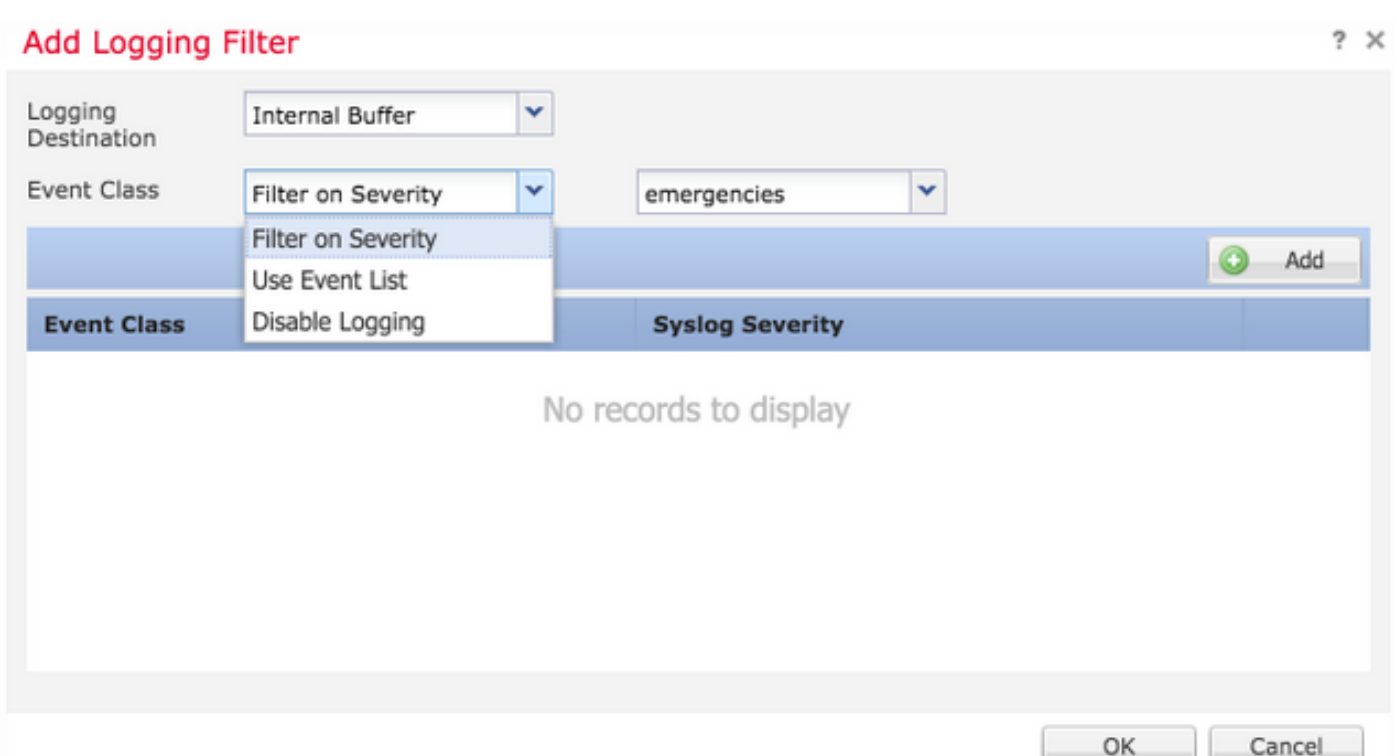 Add Logging Filter
? ×
Logging
Destination
Internal Buffer
Event Class
Filter on Severity
emergencies
Filter on Severity
Use Event List
Disable Logging
Add
Event Class
Syslog Severity
No records to display
OK
Cancel